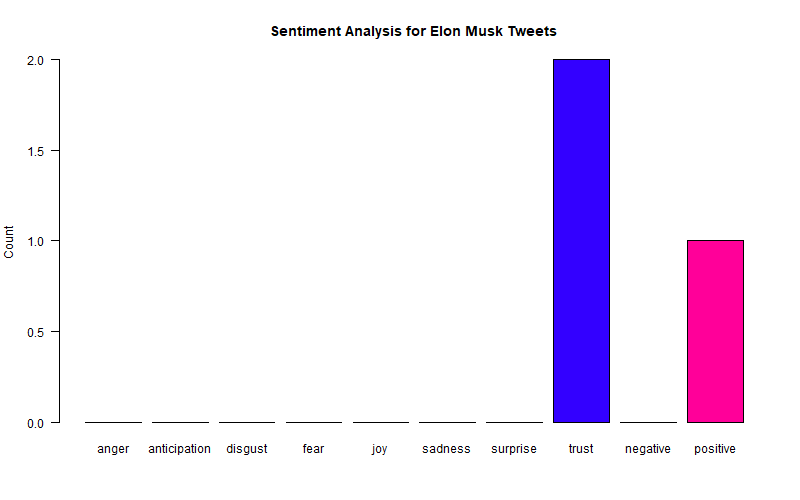 Sentiment Analysis for Elon Musk Tweets
Count
2.0
1.5
1.0
0.5
0.0
anger anticipation disgust fear joy sadness surprise trust negative positive